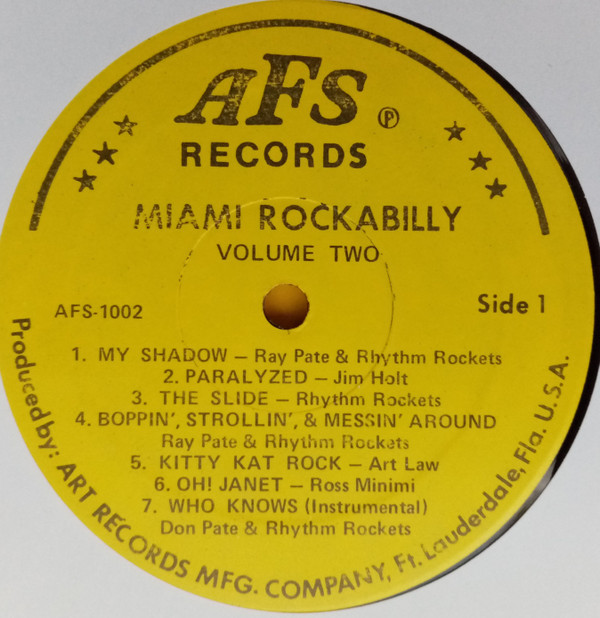 AFS ℗
RECORDS
MIAMI ROCKABILLY
VOLUME TWO
AFS-1002
Side 1
1. MY SHADOW – Ray Pate & Rhythm Rockets
2. PARALYZED – Jim Holt
3. THE SLIDE – Rhythm Rockets
4. BOPPIN', STROLLIN', & MESSIN' AROUND
Ray Pate & Rhythm Rockets
5. KITTY KAT ROCK – Art Law
6. OH! JANET – Ross Minimi
7. WHO KNOWS (Instrumental)
Don Pate & Rhythm Rockets
Produced by: ART RECORDS MFG. COMPANY, Ft. Lauderdale, Fla. U.S.A.